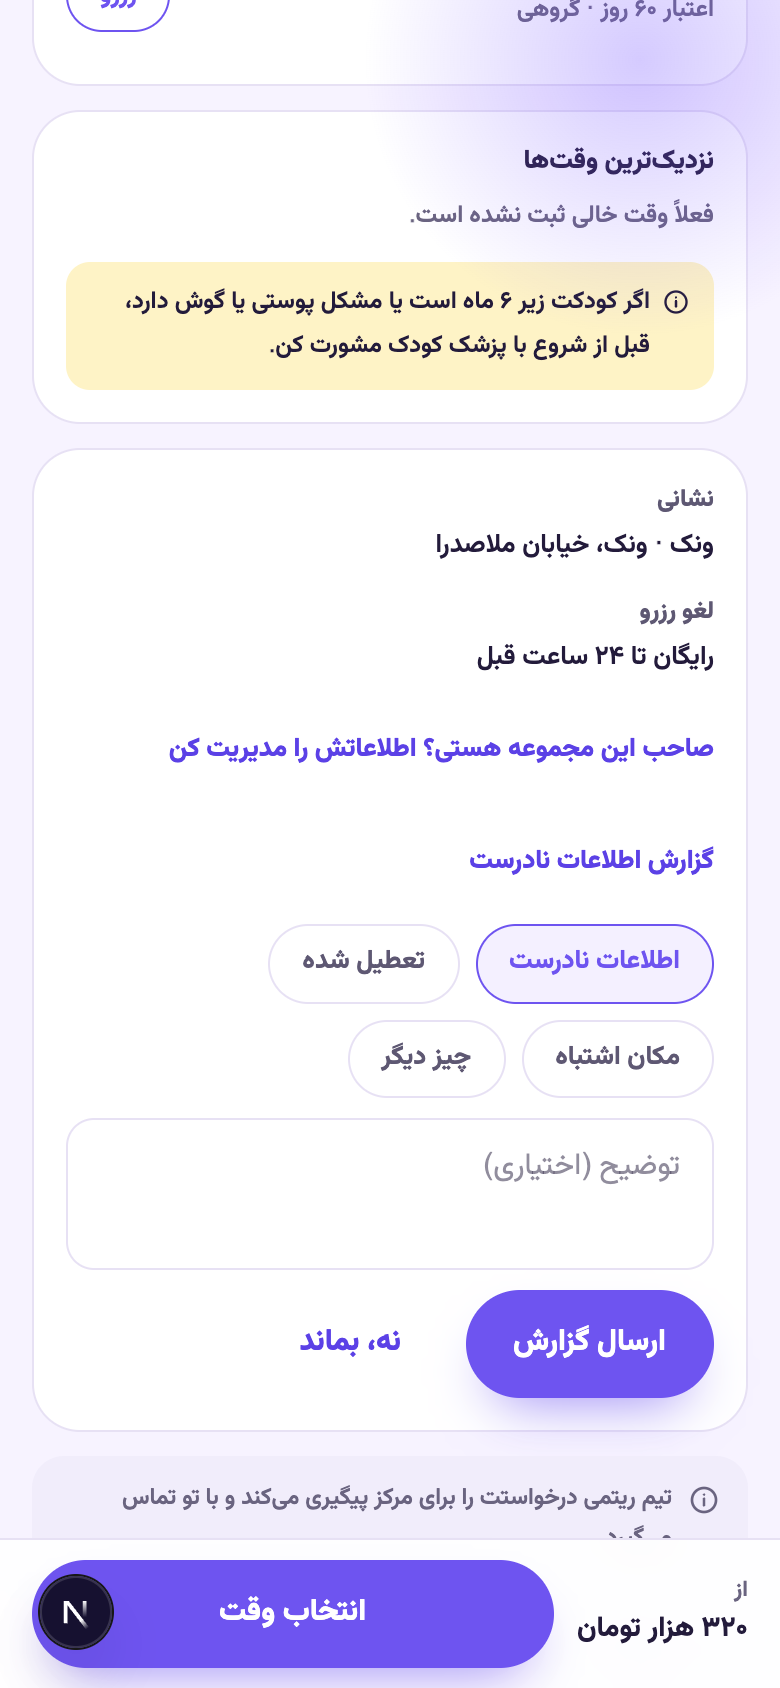 اعتبار ۶۰ روز · گروهی
رزرو
نزدیک‌ترین وقت‌ها
فعلاً وقت خالی ثبت نشده است.
اگر کودکت زیر ۶ ماه است یا مشکل پوستی یا گوش دارد،
قبل از شروع با پزشک کودک مشورت کن.
نشانی
ونک · ونک، خیابان ملاصدرا
لغو رزرو
رایگان تا ۲۴ ساعت قبل
صاحب این مجموعه هستی؟ اطلاعاتش را مدیریت کن
گزارش اطلاعات نادرست
اطلاعات نادرست
تعطیل شده
مکان اشتباه
چیز دیگر
توضیح (اختیاری)
ارسال گزارش
نه، بماند
تیم ریتمی درخواستت را برای مرکز پیگیری می‌کند و با تو تماس
از
۳۲۰ هزار تومان
انتخاب وقت
N